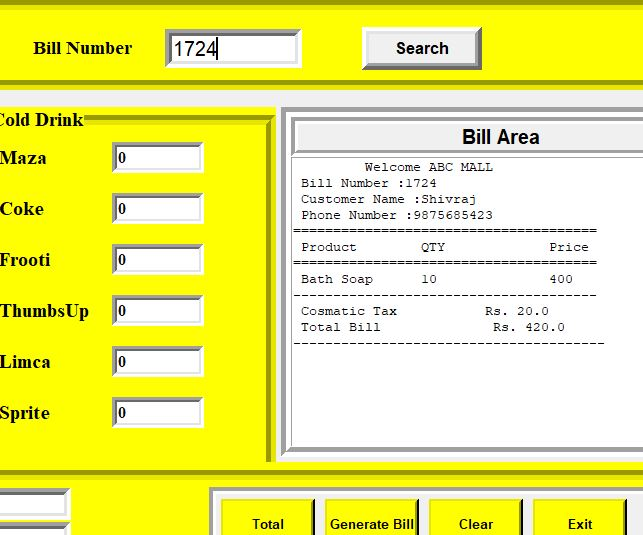 Bill Number 1724 Search
Cold Drink
Maza 0
Coke 0
Frooti 0
ThumbsUp 0
Limca 0
Sprite 0
Bill Area
Welcome ABC MALL
Bill Number :1724
Customer Name :Shivraj
Phone Number :9875685423
======================================
Product QTY Price
======================================
Bath Soap 10 400
--------------------------------------
Cosmatic Tax Rs. 20.0
Total Bill Rs. 420.0
---------------------------------------
Total Generate Bill Clear Exit